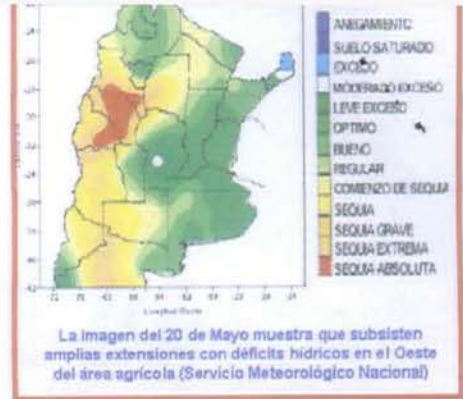 ANEGAMIENTO
SUELO SATURADO
EXCESO
MODERADO EXCESO
LEVE EXCESO
OPTIMO
BUENO
REGULAR
COMIENZO DE SEQUIA
SEQUIA
SEQUIA GRAVE
SEQUIA EXTREMA
SEQUIA ABSOLUTA
Longitud Oeste
La imagen del 20 de Mayo muestra que subsisten
amplias extensiones con déficits hídricos en el Oeste
del área agrícola (Servicio Meteorológico Nacional)